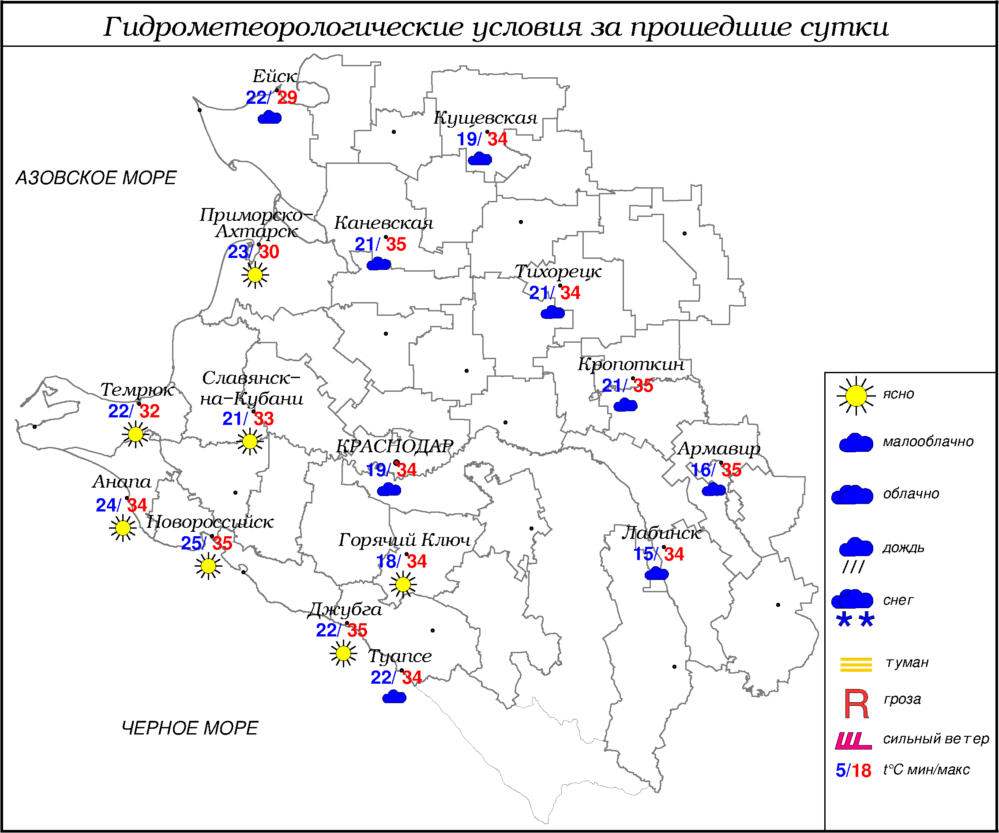 Гидрометеорологические условия за прошедшие сутки
Ейск
22/ 29
Кущевская
19/ 34
АЗОВСКОЕ МОРЕ
Приморско-
Ахтарск
23/ 30
Каневская
21/ 35
Тихорецк
21/ 34
Кропоткин
21/ 35
Темрюк
22/ 32
Славянск-
на-Кубани
21/ 33
КРАСНОДАР
19/ 34
Армавир
16/ 35
Анапа
24/ 34
Новороссийск
25/ 35
Горячий Ключ
18/ 34
Лабинск
15/ 34
Джубга
22/ 35
Туапсе
22/ 34
ЧЕРНОЕ МОРЕ
ясно
малооблачно
облачно
дождь
снег
туман
R гроза
сильный ветер
5/18 t°C мин/макс